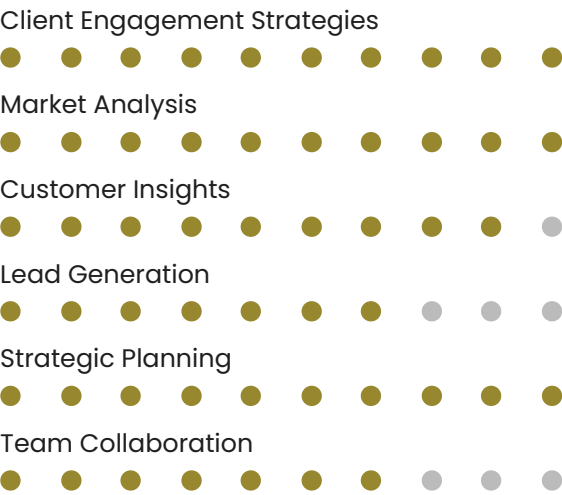 Client Engagement Strategies
Market Analysis
Customer Insights
Lead Generation
Strategic Planning
Team Collaboration